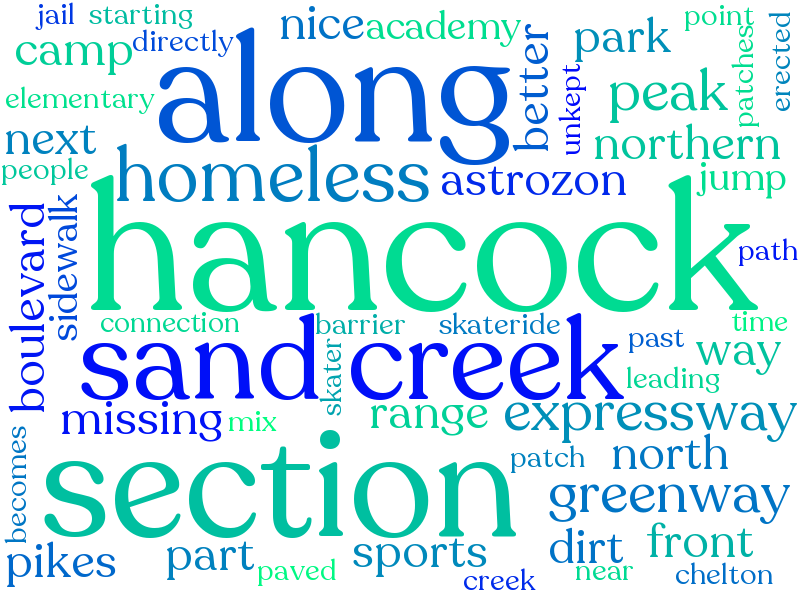 jail starting
directly
camp
nice academy
along
better
park
point
patches
erected
elementary
unkept
peak
next
northern
people
homeless
astrozon
jump
boulevard
sidewalk
hancock
path
connection
barrier
skateride
past
time
sand creek
skater
way
leading
missing
mix
range
expressway
becomes
section
patch
north
greenway
pikes
part
paved
sports
creek
dirt
near
front
chelton